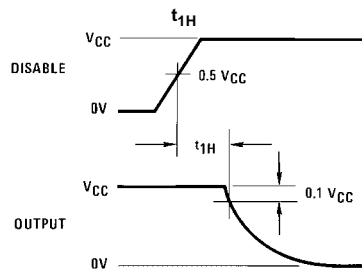 t1H
VCC
DISABLE
0.5 VCC
0V
t1H
VCC
0.1 VCC
OUTPUT
0V